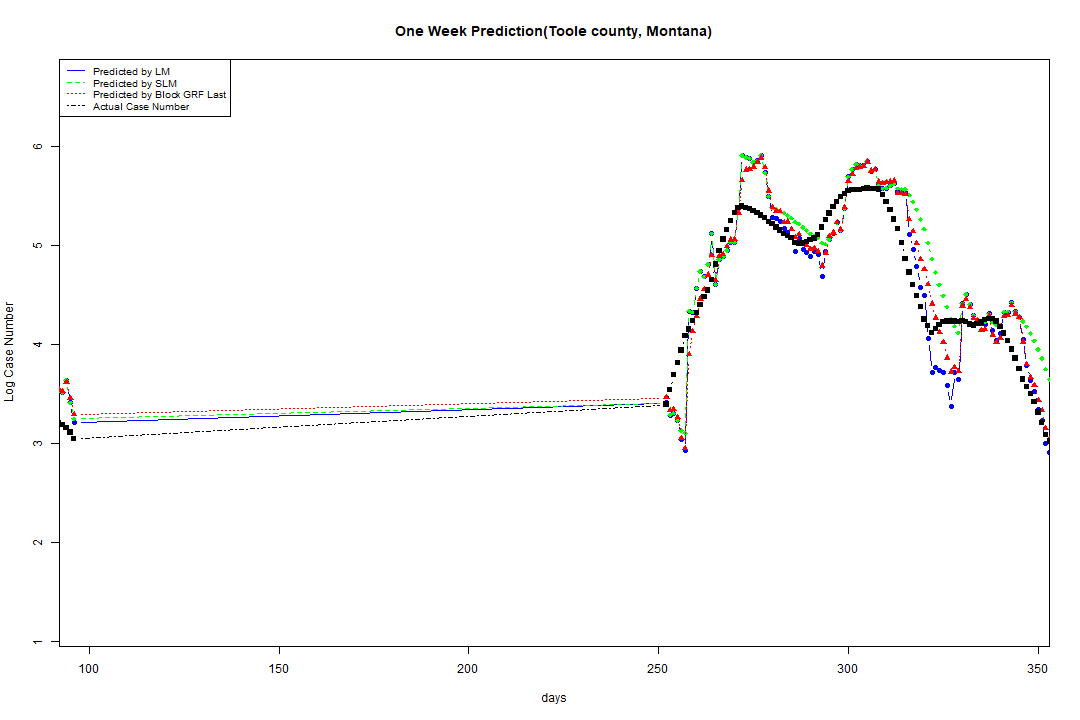 One Week Prediction(Toole county, Montana)
Predicted by LM
Predicted by SLM
Predicted by Block GRF Last
Actual Case Number
Log Case Number
6
5
4
3
2
1
100 150 200 250 300 350
days